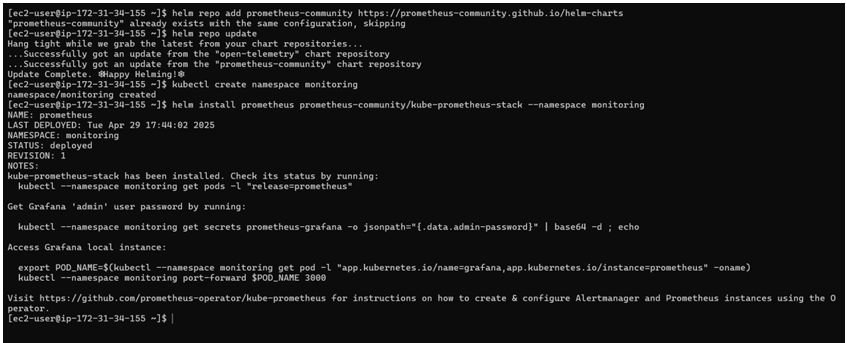 [ec2-user@ip-172-31-34-155 ~]$ helm repo add prometheus-community https://prometheus-community.github.io/helm-charts
"prometheus-community" already exists with the same configuration, skipping
[ec2-user@ip-172-31-34-155 ~]$ helm repo update
Hang tight while we grab the latest from your chart repositories...
...Successfully got an update from the "open-telemetry" chart repository
...Successfully got an update from the "prometheus-community" chart repository
Update Complete. ⎈Happy Helming!⎈
[ec2-user@ip-172-31-34-155 ~]$ kubectl create namespace monitoring
namespace/monitoring created
[ec2-user@ip-172-31-34-155 ~]$ helm install prometheus prometheus-community/kube-prometheus-stack --namespace monitoring
NAME: prometheus
LAST DEPLOYED: Tue Apr 29 17:44:02 2025
NAMESPACE: monitoring
STATUS: deployed
REVISION: 1
NOTES:
kube-prometheus-stack has been installed. Check its status by running:
  kubectl --namespace monitoring get pods -l "release=prometheus"
Get Grafana 'admin' user password by running:
  kubectl --namespace monitoring get secrets prometheus-grafana -o jsonpath="{.data.admin-password}" | base64 -d ; echo
Access Grafana local instance:
  export POD_NAME=$(kubectl --namespace monitoring get pod -l "app.kubernetes.io/name=grafana,app.kubernetes.io/instance=prometheus" -oname)
  kubectl --namespace monitoring port-forward $POD_NAME 3000
Visit https://github.com/prometheus-operator/kube-prometheus for instructions on how to create & configure Alertmanager and Prometheus instances using the O
perator.
[ec2-user@ip-172-31-34-155 ~]$